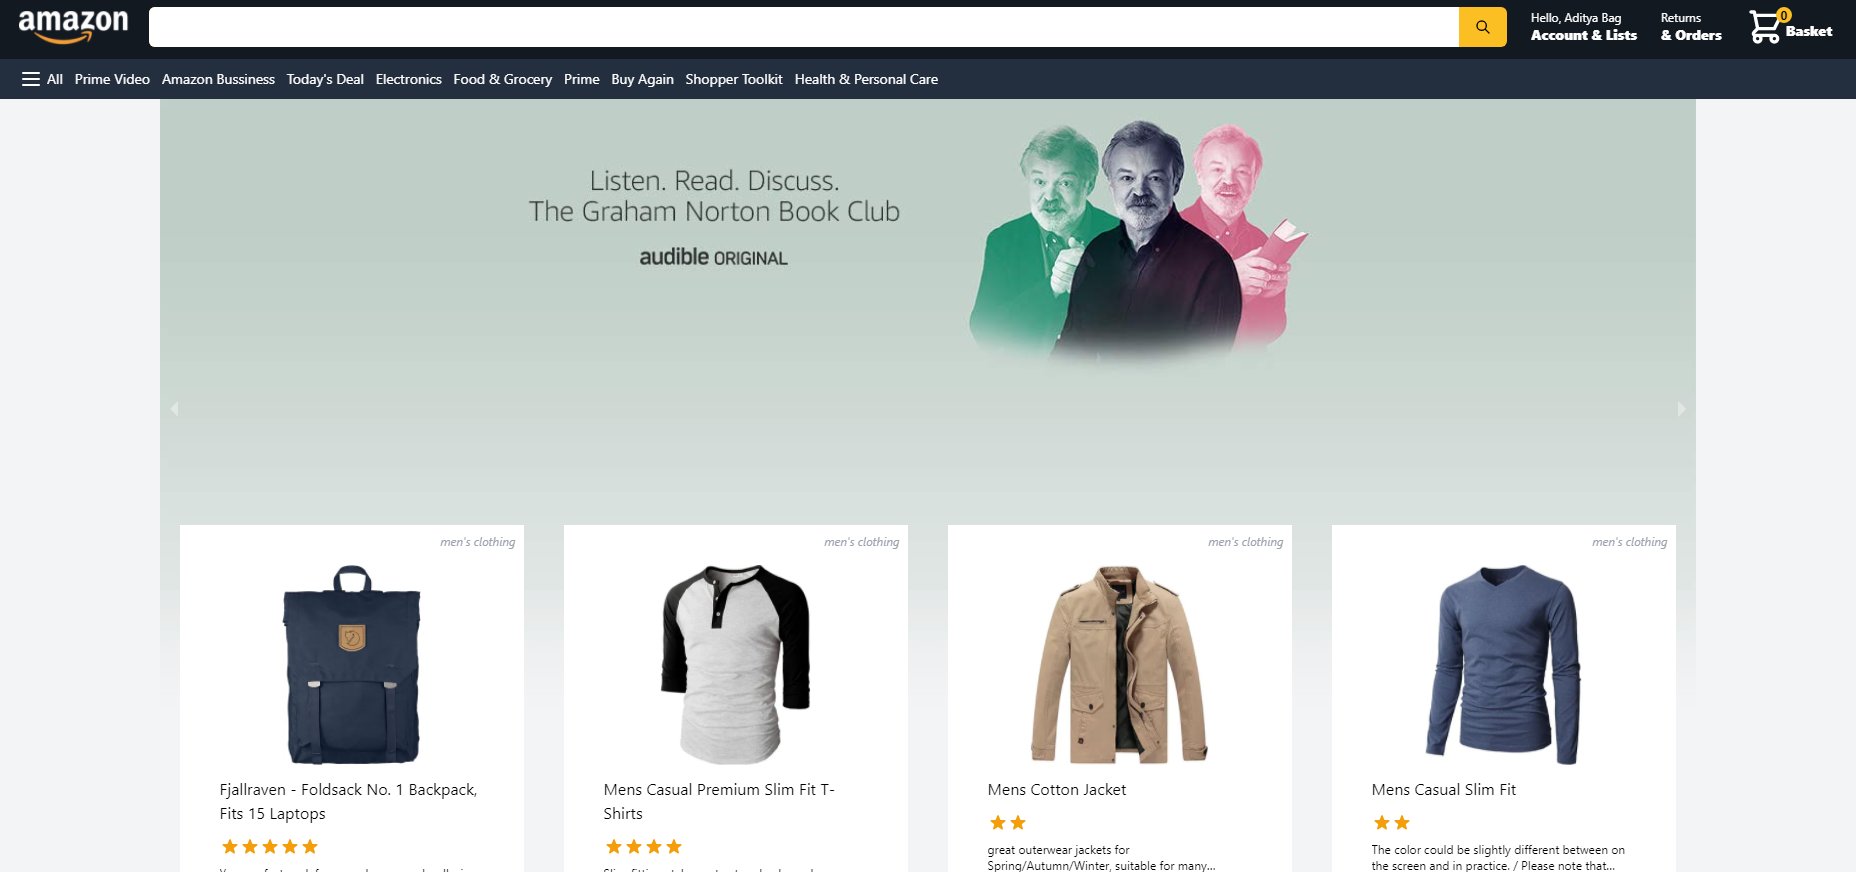 amazon
Hello, Aditya Bag
Account & Lists
Returns
& Orders
0
Basket
All Prime Video Amazon Bussiness Today's Deal Electronics Food & Grocery Prime Buy Again Shopper Toolkit Health & Personal Care
Listen. Read. Discuss.
The Graham Norton Book Club
audible ORIGINAL
men's clothing
Fjallraven - Foldsack No. 1 Backpack,
Fits 15 Laptops
men's clothing
Mens Casual Premium Slim Fit T-
Shirts
men's clothing
Mens Cotton Jacket
great outerwear jackets for
Spring/Autumn/Winter, suitable for many...
men's clothing
Mens Casual Slim Fit
The color could be slightly different between on
the screen and in practice. / Please note that...